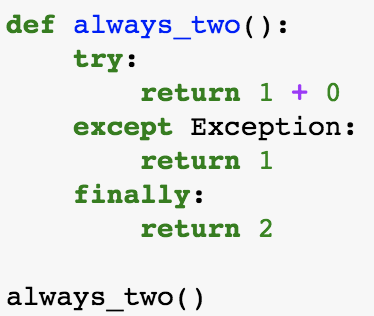 def always_two():
    try:
        return 1 + 0
    except Exception:
        return 1
    finally:
        return 2

always_two()